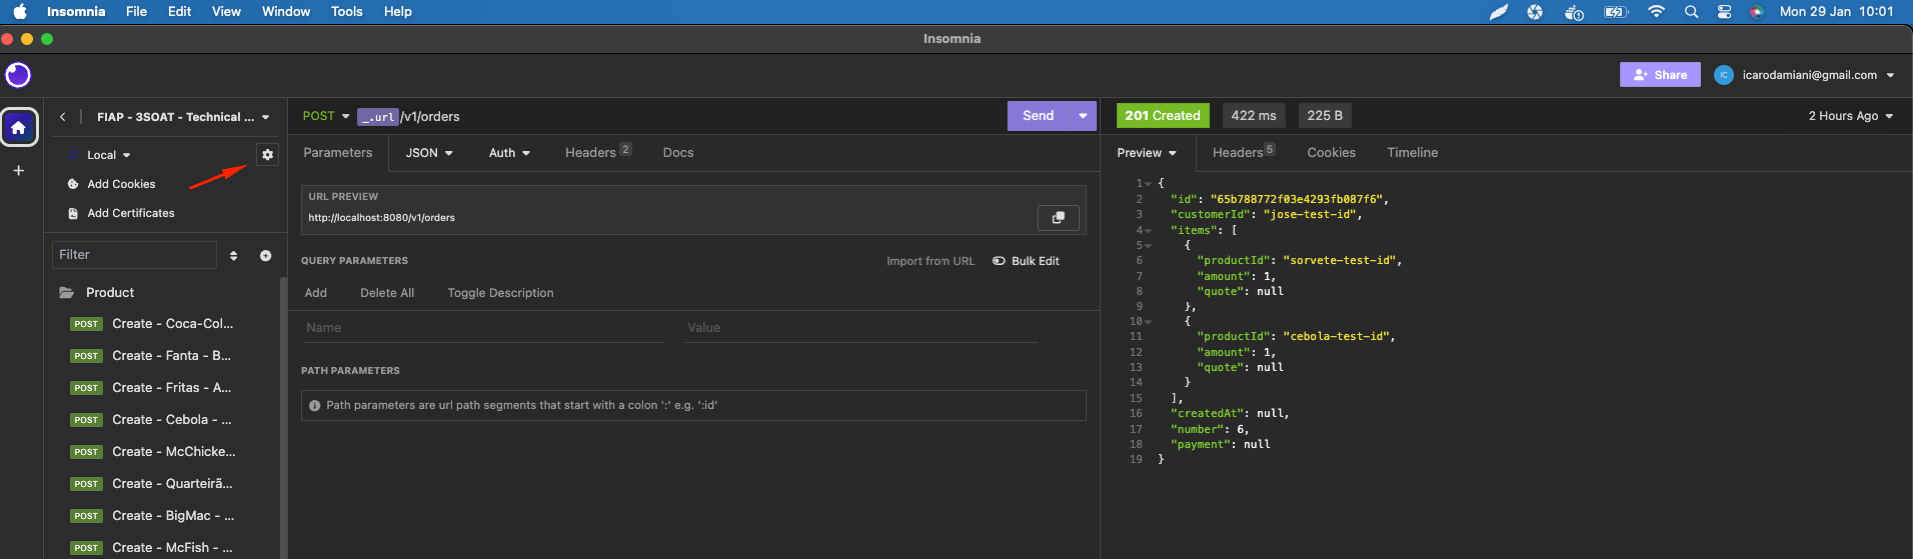 Insomnia File Edit View Window Tools Help Mon 29 Jan 10:01
Insomnia
Share IC icarodamiani@gmail.com
FIAP - 3SOAT - Technical ...
Local
Add Cookies
Add Certificates
Filter
Product
POST Create - Coca-Col...
POST Create - Fanta - B...
POST Create - Fritas - A...
POST Create - Cebola - ...
POST Create - McChicke...
POST Create - Quarteirã...
POST Create - BigMac - ...
POST Create - McFish - ...
POST _.url /v1/orders Send
Parameters JSON Auth Headers 2 Docs
URL PREVIEW
http://localhost:8080/v1/orders
QUERY PARAMETERS Import from URL Bulk Edit
Add Delete All Toggle Description
Name Value
PATH PARAMETERS
Path parameters are url path segments that start with a colon ':' e.g. ':id'
201 Created 422 ms 225 B 2 Hours Ago
Preview Headers 5 Cookies Timeline
1 {
2 "id": "65b788772f03e4293fb087f6",
3 "customerId": "jose-test-id",
4 "items": [
5 {
6 "productId": "sorvete-test-id",
7 "amount": 1,
8 "quote": null
9 },
10 {
11 "productId": "cebola-test-id",
12 "amount": 1,
13 "quote": null
14 }
15 ],
16 "createdAt": null,
17 "number": 6,
18 "payment": null
19 }